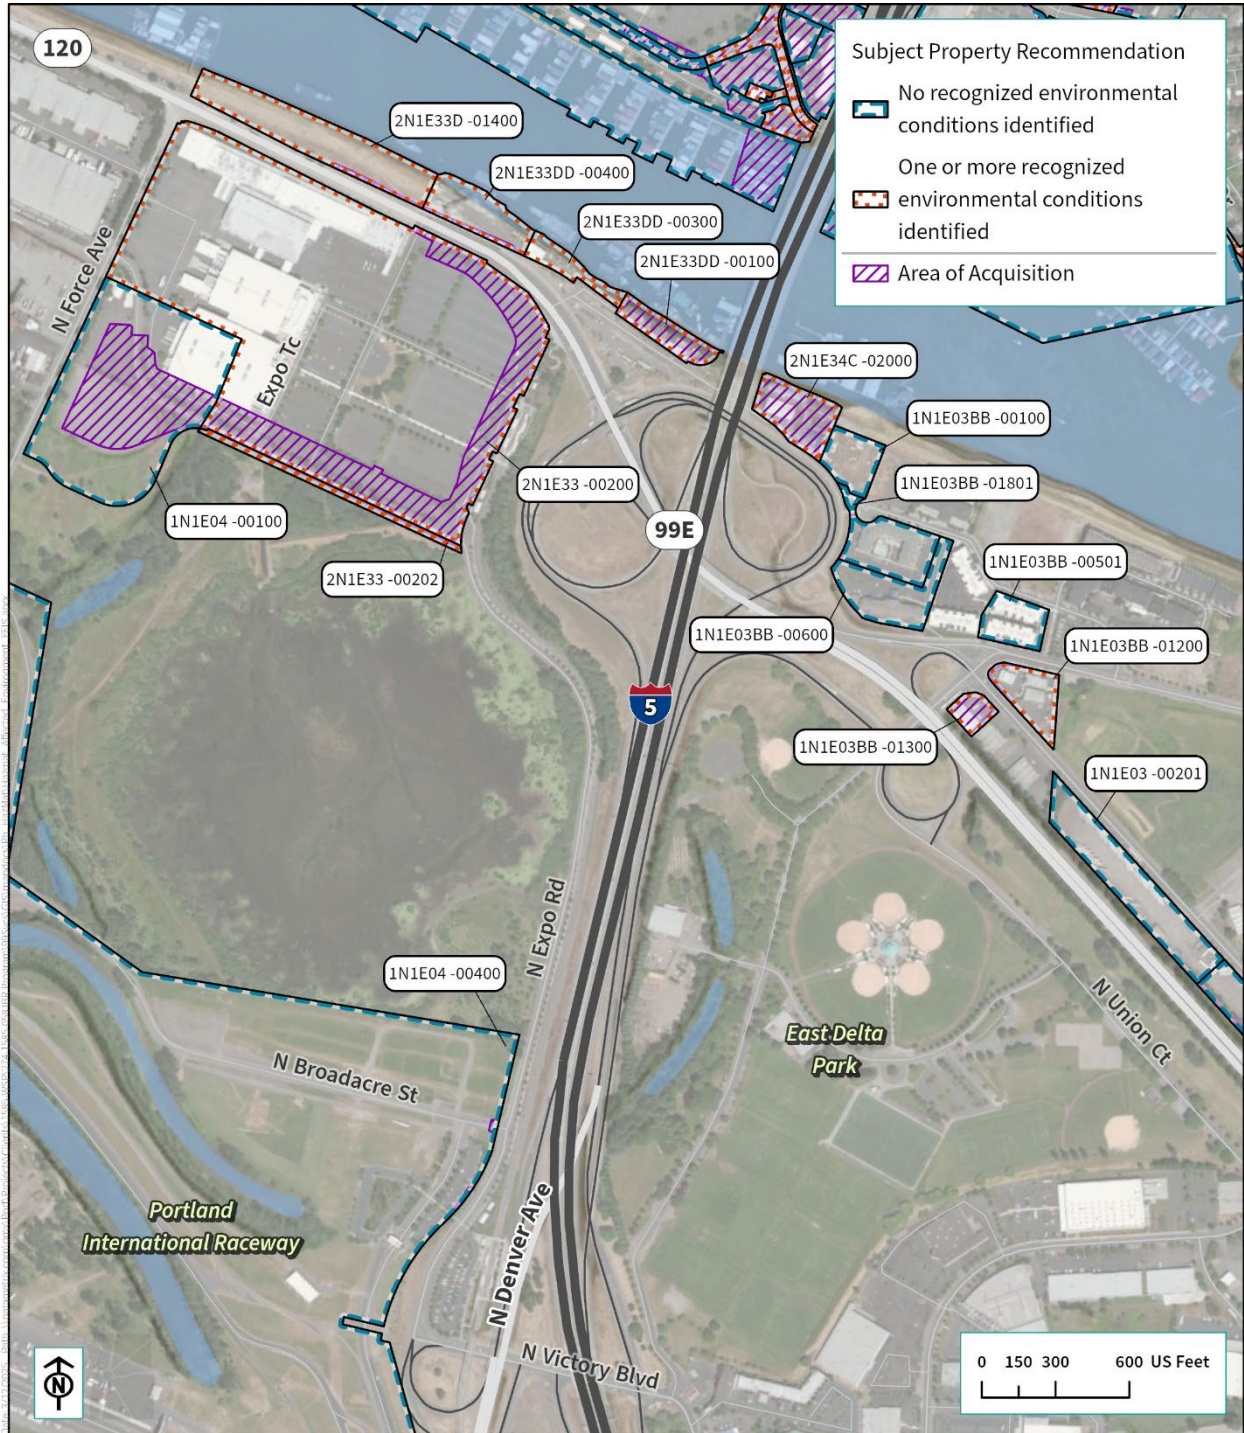 120
Subject Property Recommendation
No recognized environmental
conditions identified
One or more recognized
environmental conditions
identified
Area of Acquisition
2N1E33D -01400
2N1E33DD -00400
2N1E33DD -00300
2N1E33DD -00100
N Force Ave
Expo Tc
2N1E34C -02000
1N1E03BB -00100
2N1E33 -00200
1N1E03BB -01801
1N1E04 -00100
99E
2N1E33 -00202
1N1E03BB -00501
1N1E03BB -00600
1N1E03BB -01200
5
1N1E03BB -01300
1N1E03 -00201
N Expo Rd
1N1E04 -00400
N Union Ct
East Delta
Park
N Broadacre St
Portland
International Raceway
N Denver Ave
N Victory Blvd
N
0 150 300 600 US Feet